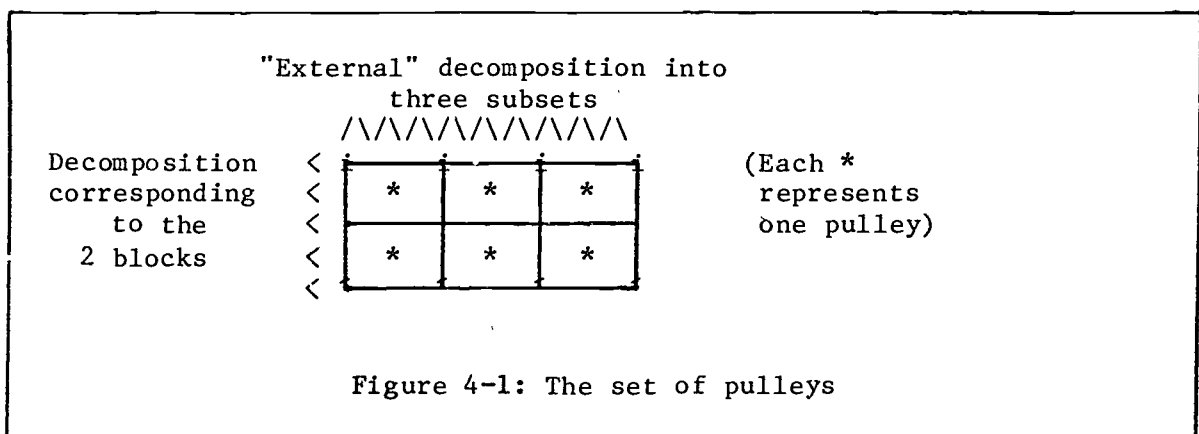 "External" decomposition into
three subsets
/\/\/\/\/\/\/\/\/\/\
Decomposition <
corresponding <
to the <
2 blocks <
<
* * *
* * *
(Each *
represents
one pulley)
Figure 4-1: The set of pulleys